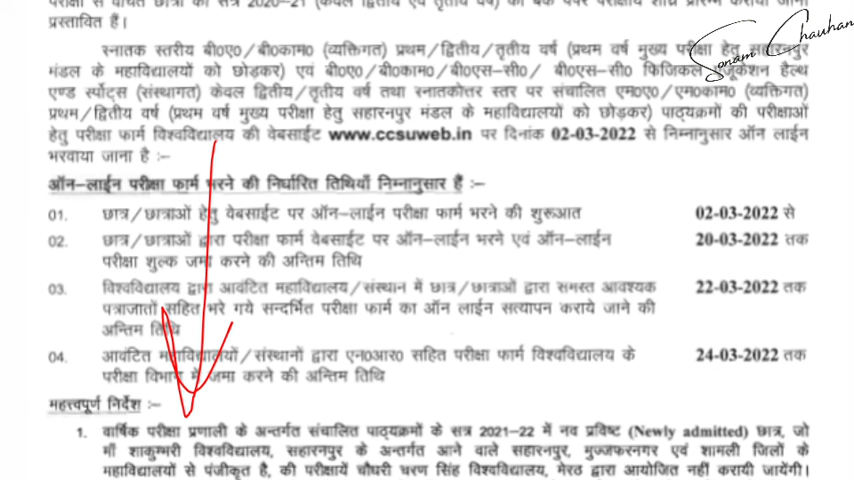 परीक्षा से वंचित छात्रों की सत्र 2020-21 (केवल द्वितीय एवं तृतीय वर्ष) की बैक पेपर परीक्षायें शीघ्र प्रारम्भ कराया जाना
प्रस्तावित हैं।
Sonam Chauhan
स्नातक स्तरीय बी0ए0/बी0काम0 (व्यक्तिगत) प्रथम/द्वितीय/तृतीय वर्ष (प्रथम वर्ष मुख्य परीक्षा हेतु सहारनपुर
मंडल के महाविद्यालयों को छोड़कर) एवं बी0ए0/बी0काम0/बी0एस-सी0/ बी0एस-सी0 फिजिकल एजूकेशन हेल्थ
एण्ड र्स्पोट्स (संस्थागत) केवल द्वितीय/तृतीय वर्ष तथा स्नातकोत्तर स्तर पर संचालित एम0ए0/एम0काम0 (व्यक्तिगत)
प्रथम/द्वितीय वर्ष (प्रथम वर्ष मुख्य परीक्षा हेतु सहारनपुर मंडल के महाविद्यालयों को छोड़कर) पाठ्यक्रमों की परीक्षाओं
हेतु परीक्षा फार्म विश्वविद्यालय की वेबसाईट www.ccsuweb.in पर दिनांक 02-03-2022 से निम्नानुसार ऑन लाईन
भरवाया जाना है :-
ऑन-लाईन परीक्षा फार्म भरने की निर्धारित तिथियाँ निम्नानुसार हैं :-
01. छात्र/छात्राओं हेतु वेबसाईट पर ऑन-लाईन परीक्षा फार्म भरने की शुरूआत 02-03-2022 से
02. छात्र/छात्राओं द्वारा परीक्षा फार्म वेबसाईट पर ऑन-लाईन भरने एवं ऑन-लाईन 20-03-2022 तक
परीक्षा शुल्क जमा करने की अन्तिम तिथि
03. विश्वविद्यालय द्वारा आवंटित महाविद्यालय/संस्थान में छात्र/छात्राओं द्वारा समस्त आवश्यक 22-03-2022 तक
पत्राजातों सहित भरे गये सन्दर्भित परीक्षा फार्म का ऑन लाईन सत्यापन कराये जाने की
अन्तिम तिथि
04. आवंटित महाविद्यालयों/संस्थानों द्वारा एन0आर0 सहित परीक्षा फार्म विश्वविद्यालय के 24-03-2022 तक
परीक्षा विभाग में जमा करने की अन्तिम तिथि
महत्त्वपूर्ण निर्देश :-
1. वार्षिक परीक्षा प्रणाली के अन्तर्गत संचालित पाठ्यक्रमों के सत्र 2021-22 में नव प्रविष्ट (Newly admitted) छात्र, जो
माँ शाकुम्भरी विश्वविद्यालय, सहारनपुर के अन्तर्गत आने वाले सहारनपुर, मुज्जफरनगर एवं शामली जिलों के
महाविद्यालयों से पंजीकृत है, की परीक्षायें चौधरी चरण सिंह विश्वविद्यालय, मेरठ द्वारा आयोजित नहीं करायी जायेंगी।